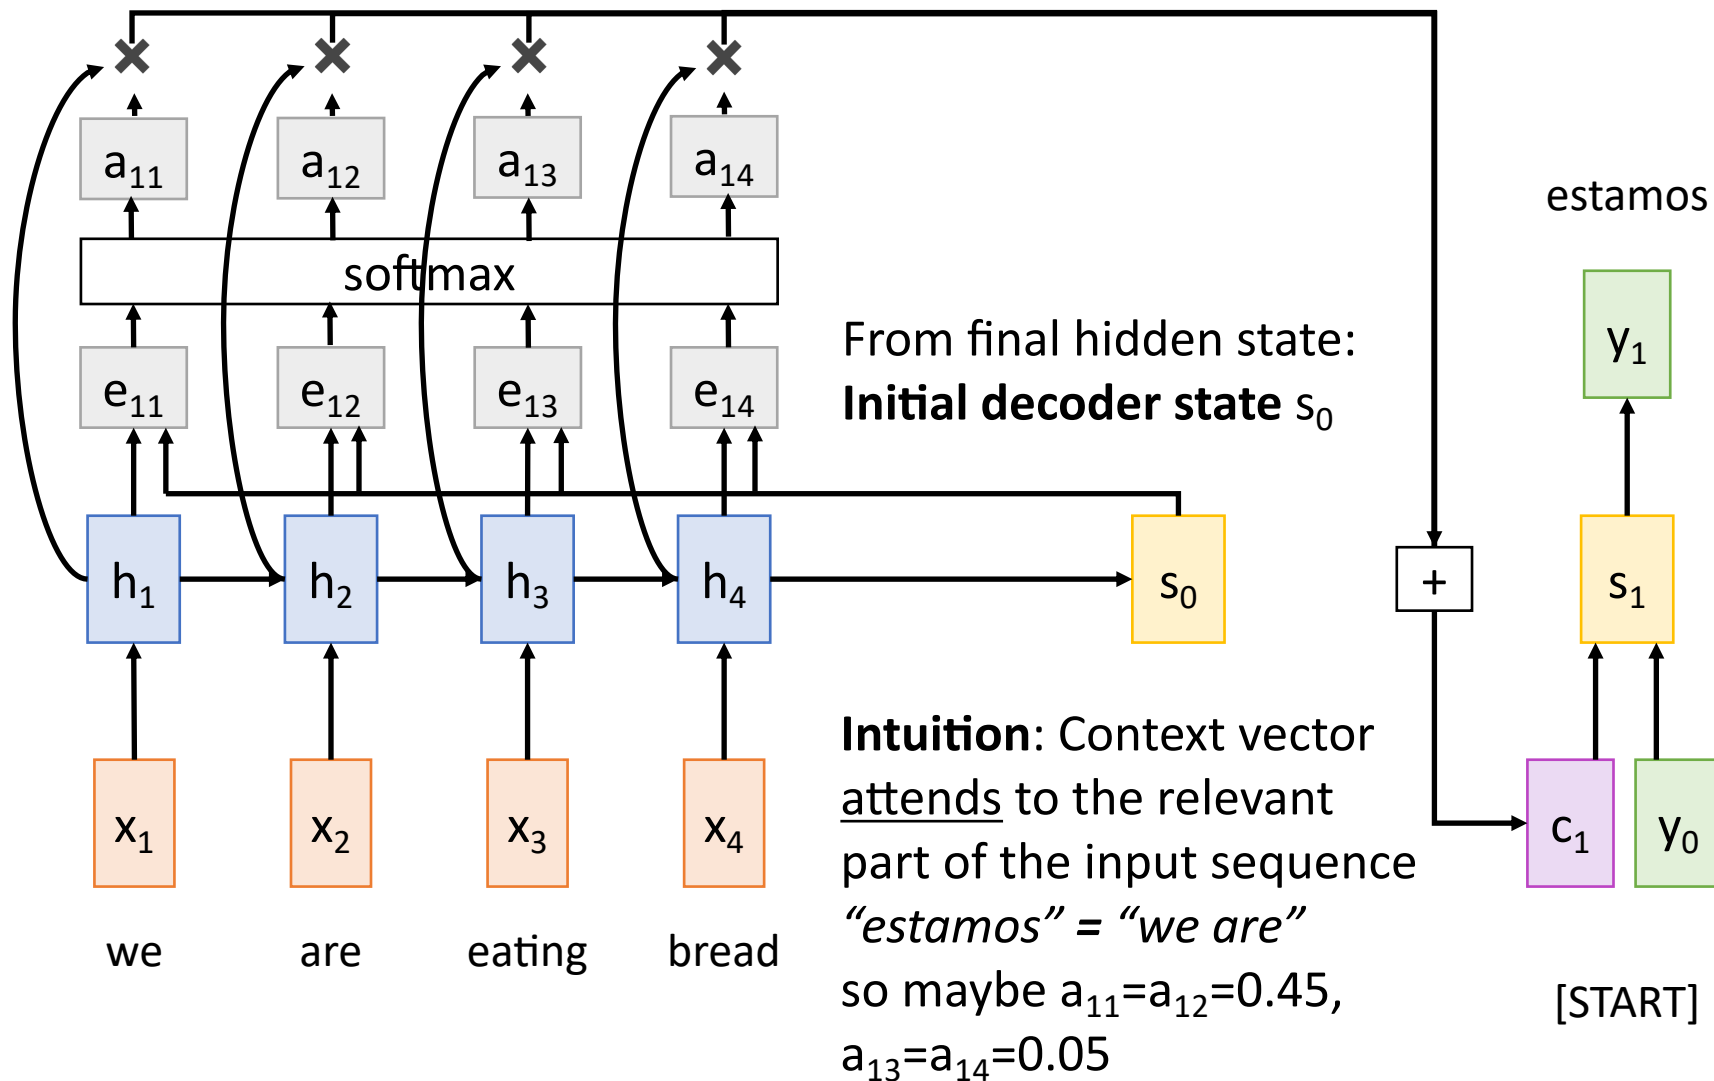 a11 a12 a13 a14
estamos
softmax
y1
From final hidden state:
e11 e12 e13 e14
Initial decoder state s0
h1 h2 h3 h4 s0 + s1
Intuition: Context vector
attends to the relevant
x1 x2 x3 x4 c1 y0
part of the input sequence
"estamos" = "we are"
we are eating bread
so maybe a11=a12=0.45,
[START]
a13=a14=0.05